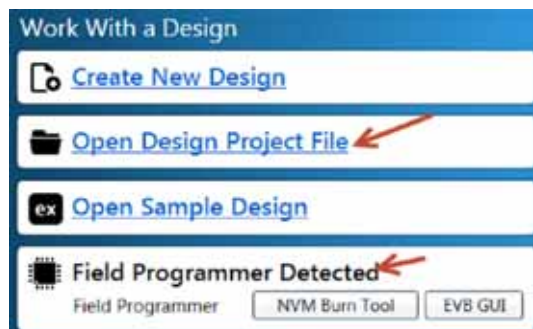 Work With a Design
Create New Design
Open Design Project File
ex Open Sample Design
Field Programmer Detected
Field Programmer NVM Burn Tool EVB GUI